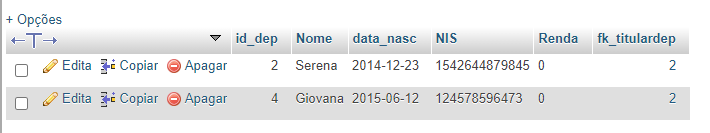 + Opções
←T→ id_dep Nome data_nasc NIS Renda fk_titulardep
Edita Copiar Apagar 2 Serena 2014-12-23 1542644879845 0 2
Edita Copiar Apagar 4 Giovana 2015-06-12 124578596473 0 2